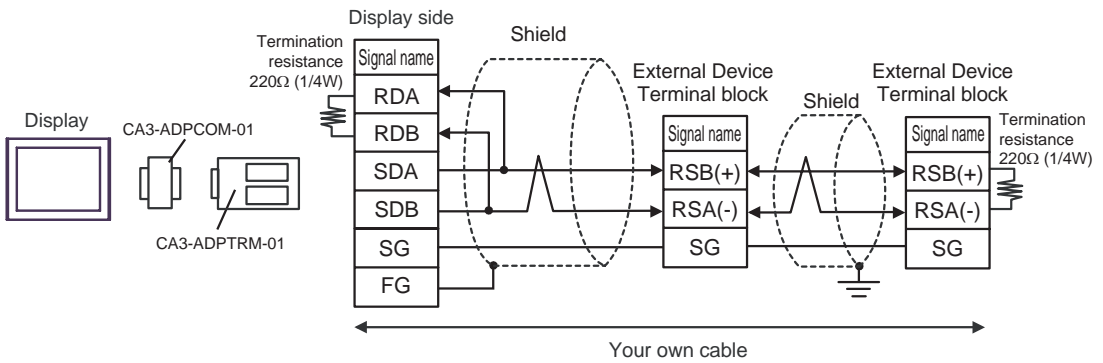 Display side
Shield
Termination
resistance
220Ω (1/4W)
Signal name
RDA
RDB
SDA
SDB
SG
FG
Display
CA3-ADPCOM-01
CA3-ADPTRM-01
External Device
Terminal block
Signal name
RSB(+)
RSA(-)
SG
Shield
External Device
Terminal block
Signal name
RSB(+)
RSA(-)
SG
Termination
resistance
220Ω (1/4W)
Your own cable